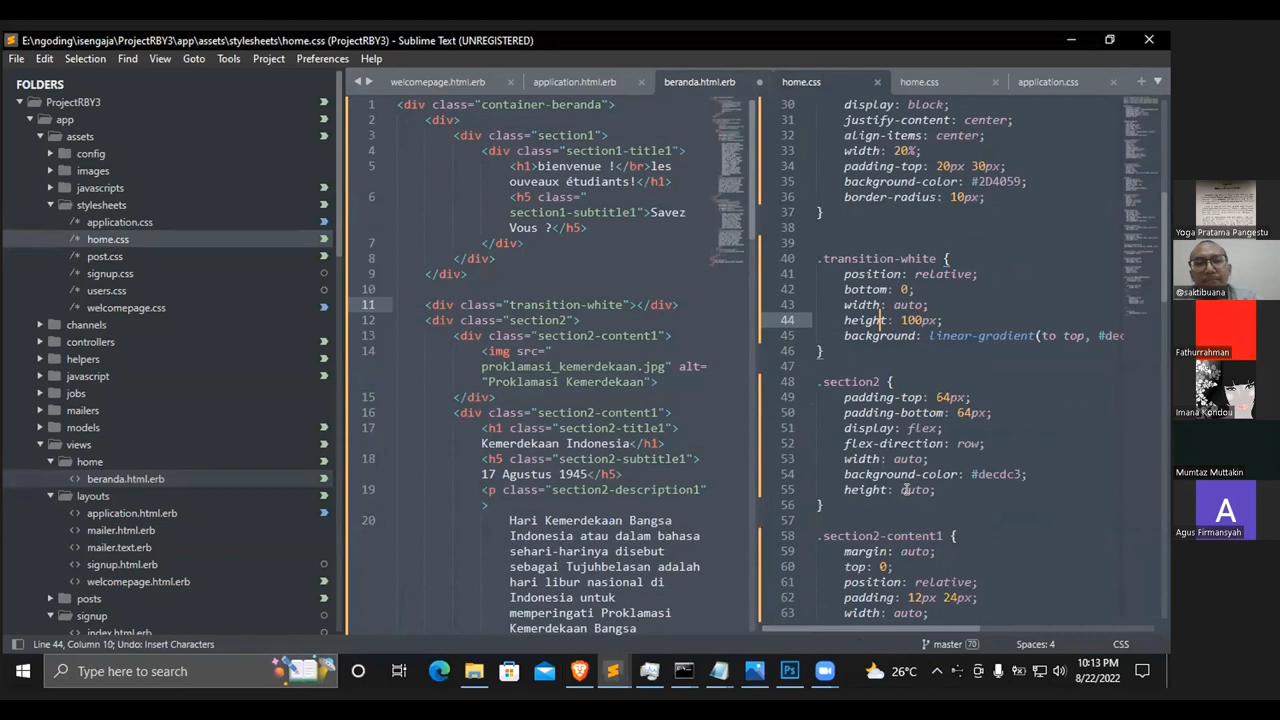 E:\ngoding\isengaja\ProjectRBY3\app\assets\stylesheets\home.css (ProjectRBY3) - Sublime Text (UNREGISTERED)
File Edit Selection Find View Goto Tools Project Preferences Help
FOLDERS
ProjectRBY3
app
assets
config
images
javascripts
stylesheets
/* application.css
/* home.css
/* post.css
/* signup.css
/* users.css
/* welcomepage.css
channels
controllers
helpers
javascript
jobs
mailers
models
views
home
<> beranda.html.erb
layouts
<> application.html.erb
<> mailer.html.erb
<> mailer.text.erb
<> signup.html.erb
<> welcomepage.html.erb
posts
signup
<> index.html.erb
welcomepage.html.erb × application.html.erb × beranda.html.erb
1 <div class="container-beranda">
2 <div>
3 <div class="section1">
4 <div class="section1-title1">
5 <h1>bienvenue !</br>les
ouveaux étudiants!</h1>
6 <h5 class="
section1-subtitle1">Savez
Vous ?</h5>
7 </div>
8 </div>
9 </div>
10
11 <div class="transition-white"></div>
12 <div class="section2">
13 <div class="section2-content1">
14 <img src="
proklamasi_kemerdekaan.jpg" alt=
"Proklamasi Kemerdekaan">
15 </div>
16 <div class="section2-content1">
17 <h1 class="section2-title1">
Kemerdekaan Indonesia</h1>
18 <h5 class="section2-subtitle1">
17 Agustus 1945</h5>
19 <p class="section2-description1"
>
20 Hari Kemerdekaan Bangsa
Indonesia atau dalam bahasa
sehari-harinya disebut
sebagai Tujuhbelasan adalah
hari libur nasional di
Indonesia untuk
memperingati Proklamasi
Kemerdekaan Bangsa
home.css × home.css × application.css ×
30 display: block;
31 justify-content: center;
32 align-items: center;
33 width: 20%;
34 padding-top: 20px 30px;
35 background-color: #2D4059;
36 border-radius: 10px;
37 }
38
39
40 .transition-white {
41 position: relative;
42 bottom: 0;
43 width: auto;
44 height: 100px;
45 background: linear-gradient(to top, #dec
46 }
47
48 .section2 {
49 padding-top: 64px;
50 padding-bottom: 64px;
51 display: flex;
52 flex-direction: row;
53 width: auto;
54 background-color: #decdc3;
55 height: auto;
56 }
57
58 .section2-content1 {
59 margin: auto;
60 top: 0;
61 position: relative;
62 padding: 12px 24px;
63 width: auto;
Yoga Pratama Pangestu
@saktibuana
Fathurrahman
Imana Kondou
Mumtaz Muttakin
A
Agus Firmansyah
Line 44, Column 10; Undo: Insert Characters
master 70
Spaces: 4
CSS
Type here to search
26°C
10:13 PM
8/22/2022